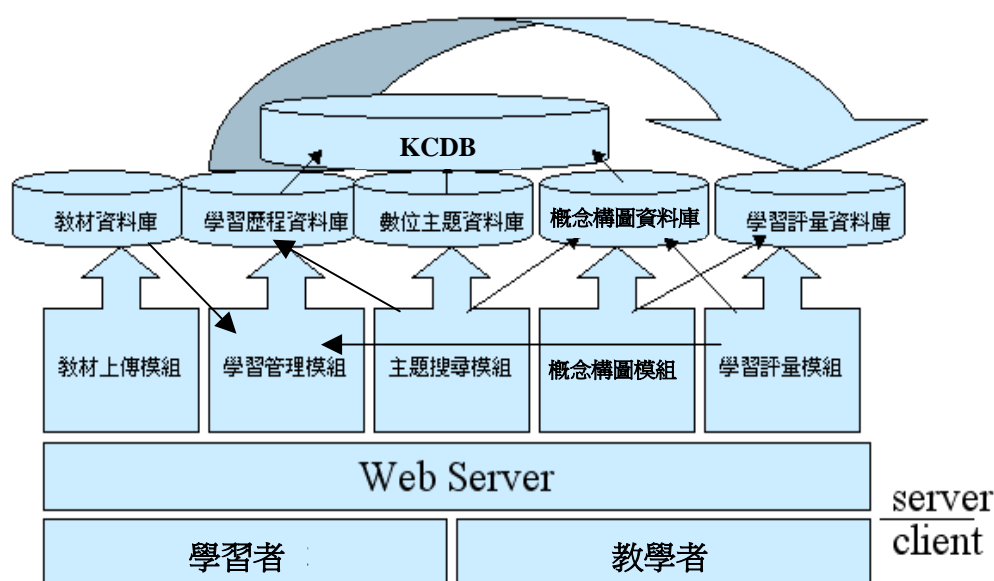 KCDB
教材資料庫
學習歷程資料庫
數位主題資料庫
概念構圖資料庫
學習評量資料庫
教材上傳模組
學習管理模組
主題搜尋模組
概念構圖模組
學習評量模組
Web Server
server
client
學習者
教學者